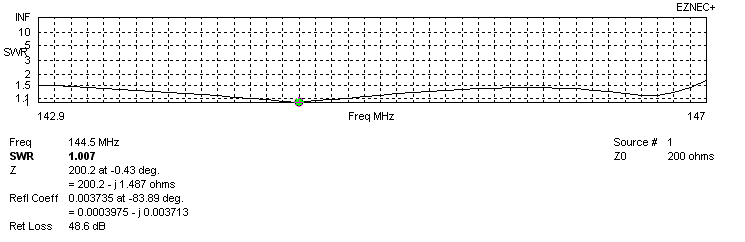 EZNEC+
INF
10
5
SWR
3
2
1.5
1.1
142.9 Freq MHz 147
Freq 144.5 MHz Source # 1
SWR 1.007 Z0 200 ohms
Z 200.2 at -0.43 deg.
= 200.2 - j 1.487 ohms
Refl Coeff 0.003735 at -83.89 deg.
= 0.0003975 - j 0.003713
Ret Loss 48.6 dB